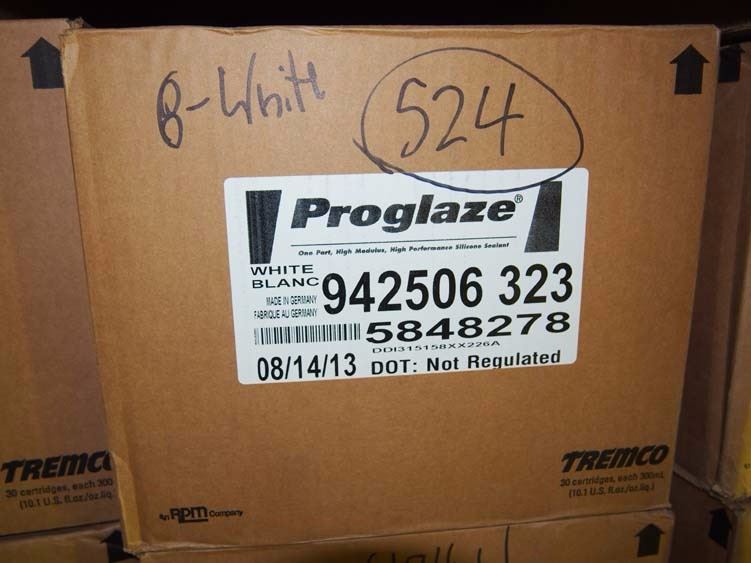 B-White
524
Proglaze®
One Part, High Modulus, High Performance Silicone Sealant
WHITE
BLANC
942506 323
MADE IN GERMANY
FABRIQUE AU GERMANY
5848278
DDI315158XX226A
08/14/13
DOT: Not Regulated
TREMCO
30 cartridges, each 300
(10.1 U.S. fl.oz/oz.liq.
TREMCO
30 cartridges, each 300mL
(10.1 U.S. fl.oz/oz.liq.)
An RPM Company